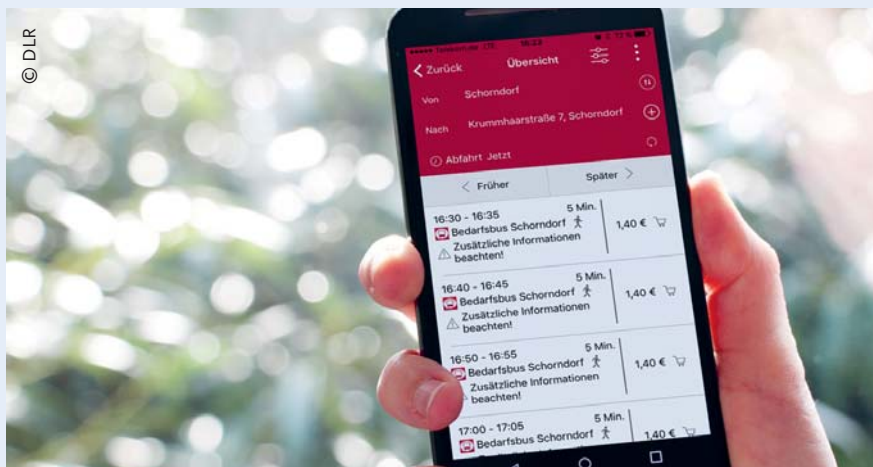 © DLR
16:23
Zurück
Übersicht
Von Schorndorf
Nach Krummhaarstraße 7, Schorndorf
Abfahrt Jetzt
< Früher
Später >
16:30 - 16:35 5 Min.
Bedarfsbus Schorndorf 1,40 €
Zusätzliche Informationen
beachten!
16:40 - 16:45 5 Min.
Bedarfsbus Schorndorf 1,40 €
Zusätzliche Informationen
beachten!
16:50 - 16:55 5 Min.
Bedarfsbus Schorndorf 1,40 €
Zusätzliche Informationen
beachten!
17:00 - 17:05 5 Min.
Bedarfsbus Schorndorf 1,40 €